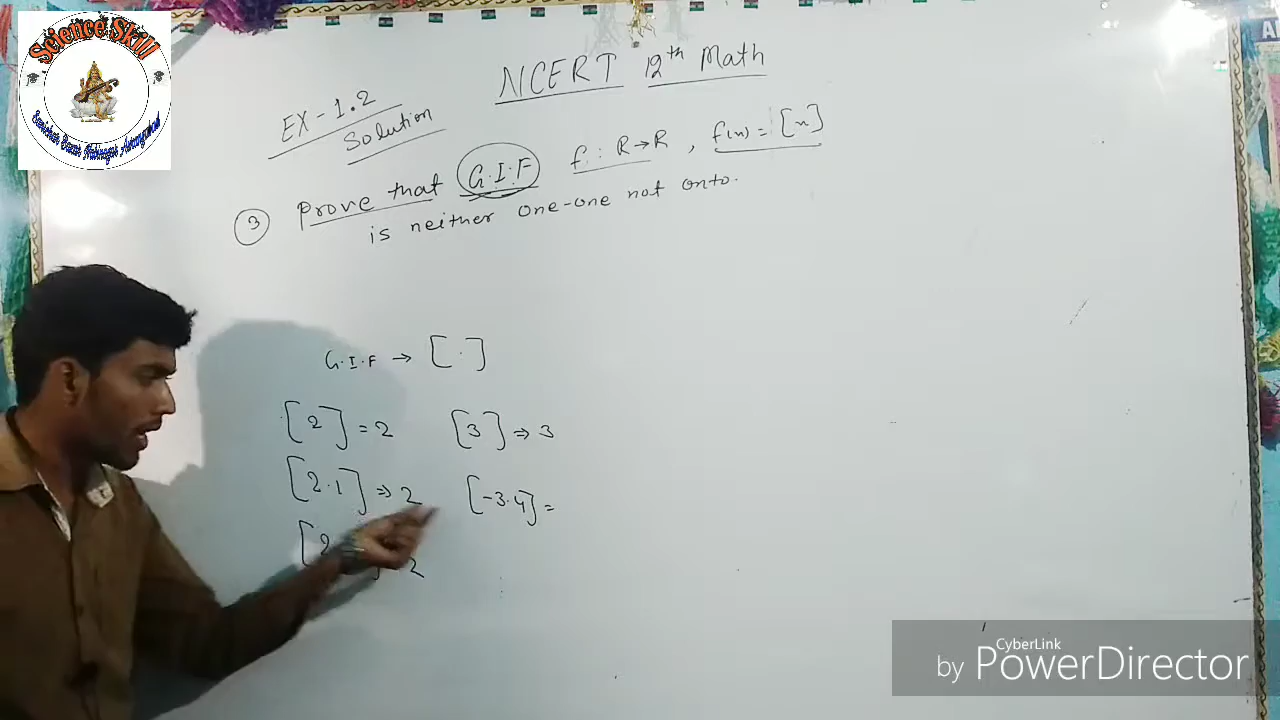 Science Skill
NCERT 12th Math
EX-1.2
Solution
3 Prove that G.I.F f : R→R , f(x) = [x]
is neither one-one not onto.
G.I.F → [ . ]
[2] = 2 [3] ⇒ 3
[2.1] ⇒ 2 [-3.4] =
[2 2
CyberLink
by PowerDirector